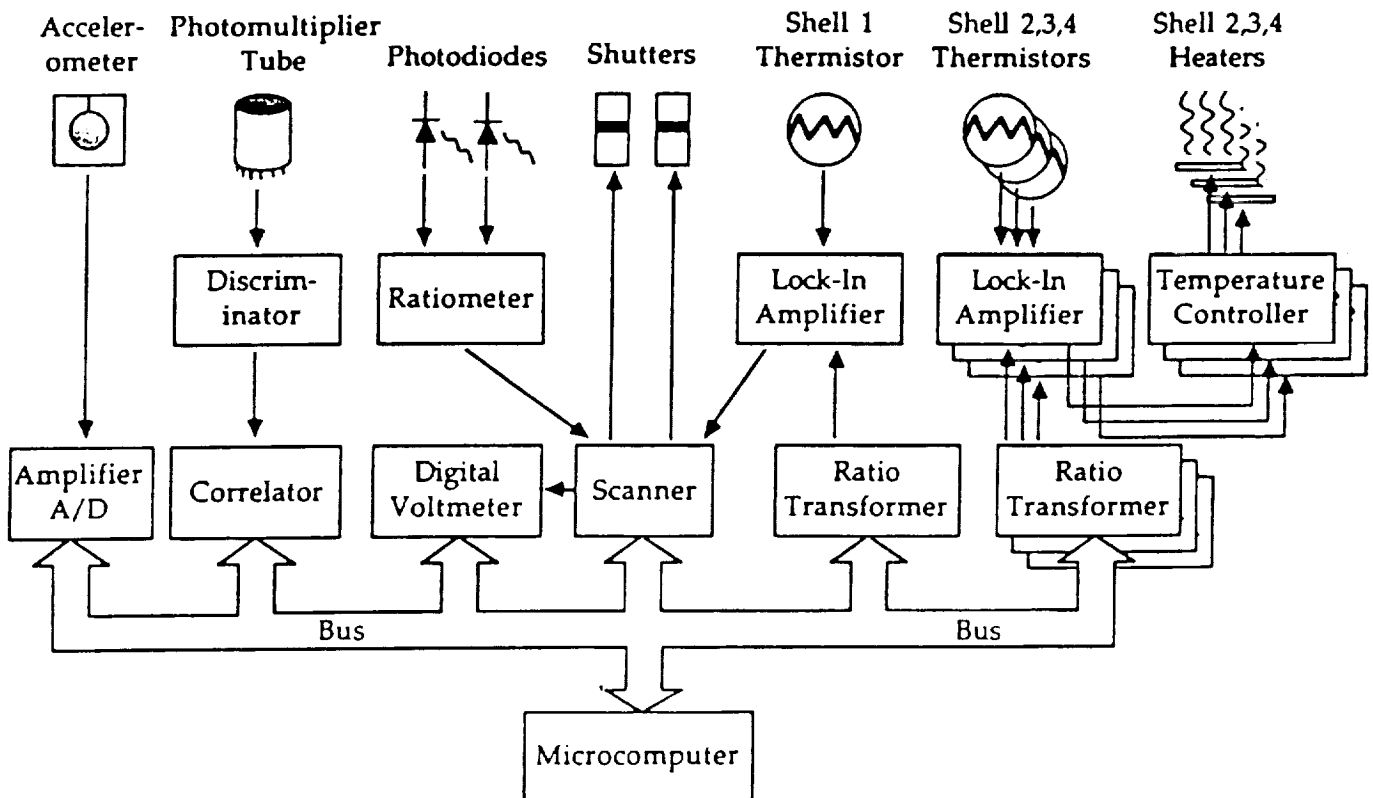 Acceler-
ometer
Photomultiplier
Tube
Photodiodes
Shutters
Shell 1
Thermistor
Shell 2,3,4
Thermistors
Shell 2,3,4
Heaters
Discrim-
inator
Ratiometer
Lock-In
Amplifier
Lock-In
Amplifier
Temperature
Controller
Amplifier
A/D
Correlator
Digital
Voltmeter
Scanner
Ratio
Transformer
Ratio
Transformer
Bus
Bus
Microcomputer